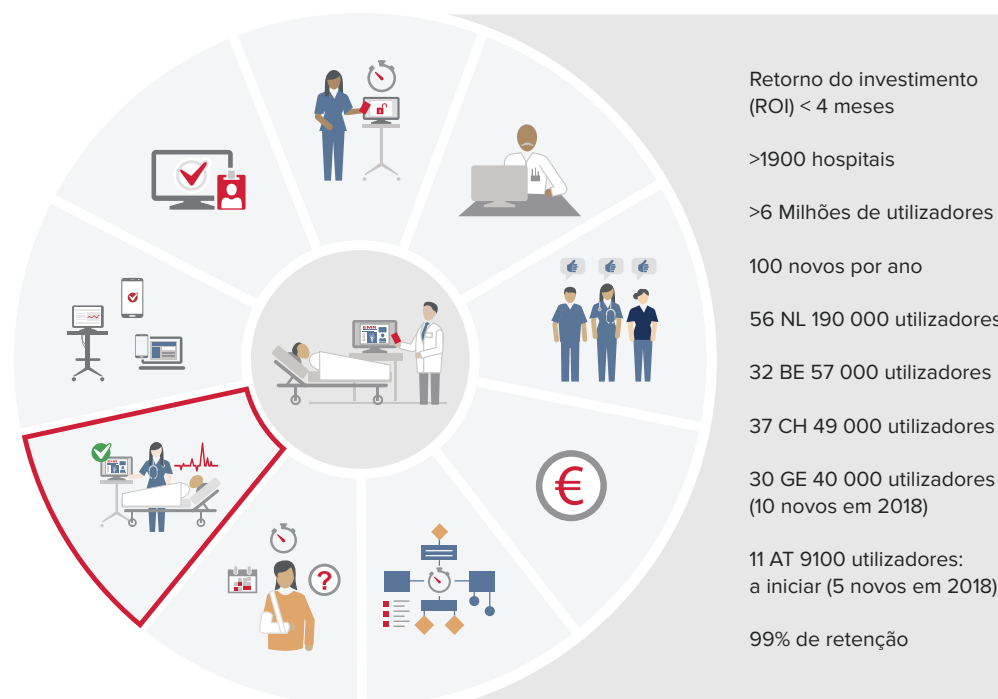 Retorno do investimento
(ROI) < 4 meses
>1900 hospitais
>6 Milhões de utilizadores
100 novos por ano
56 NL 190 000 utilizadores
32 BE 57 000 utilizadores
37 CH 49 000 utilizadores
30 GE 40 000 utilizadores
(10 novos em 2018)
11 AT 9100 utilizadores:
a iniciar (5 novos em 2018)
99% de retenção
EMR
€
?